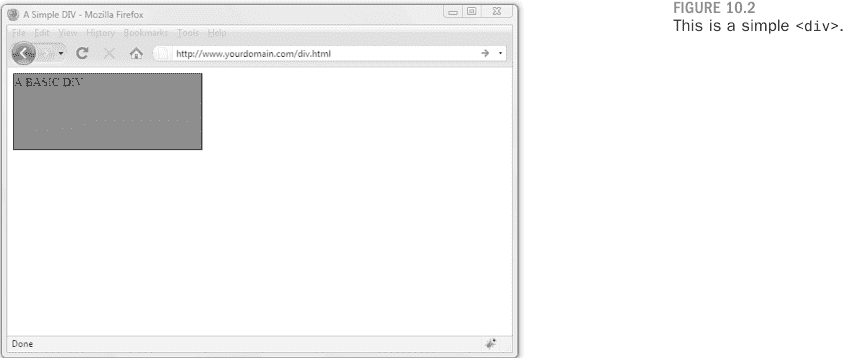 A Simple DIV - Mozilla Firefox
File Edit View History Bookmarks Tools Help
http://www.yourdomain.com/div.html
A BASIC DIV
Done
FIGURE 10.2
This is a simple <div>.